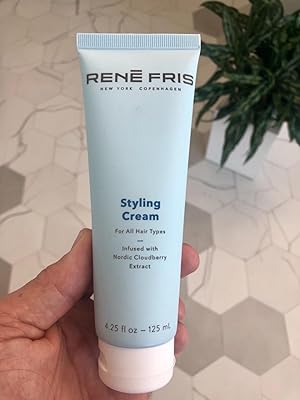 RENĒ FRIS
NEW YORK  COPENHAGEN
Styling
Cream
For All Hair Types
—
Infused with
Nordic Cloudberry
Extract
4.25 fl oz – 125 mL